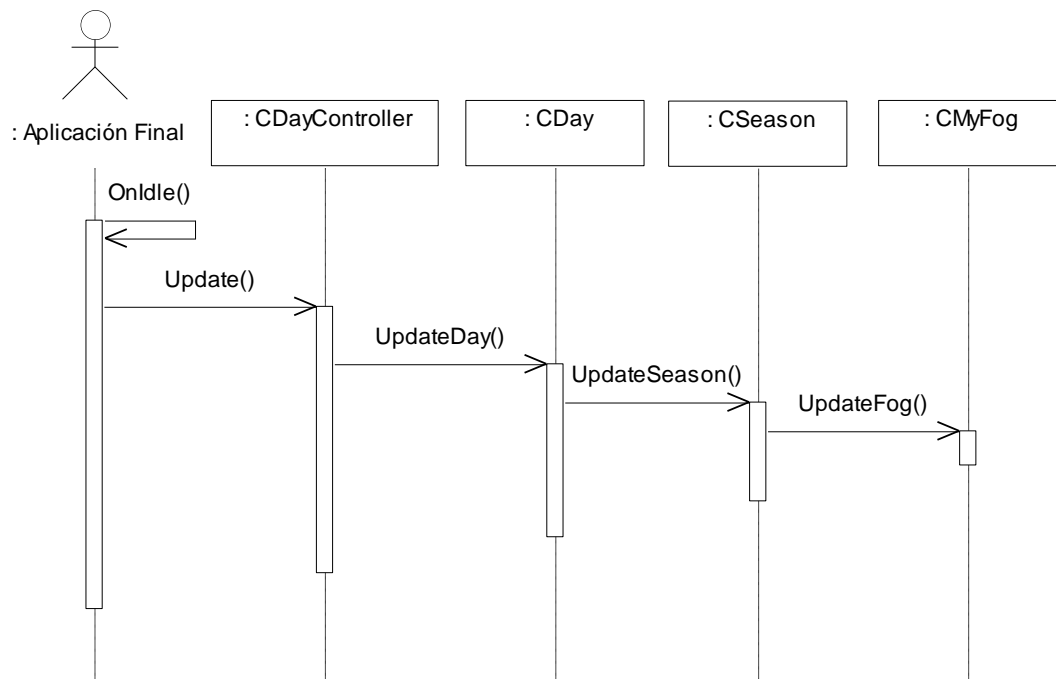 : Aplicación Final
: CDayController
: CDay
: CSeason
: CMyFog
OnIdle()
Update()
UpdateDay()
UpdateSeason()
UpdateFog()